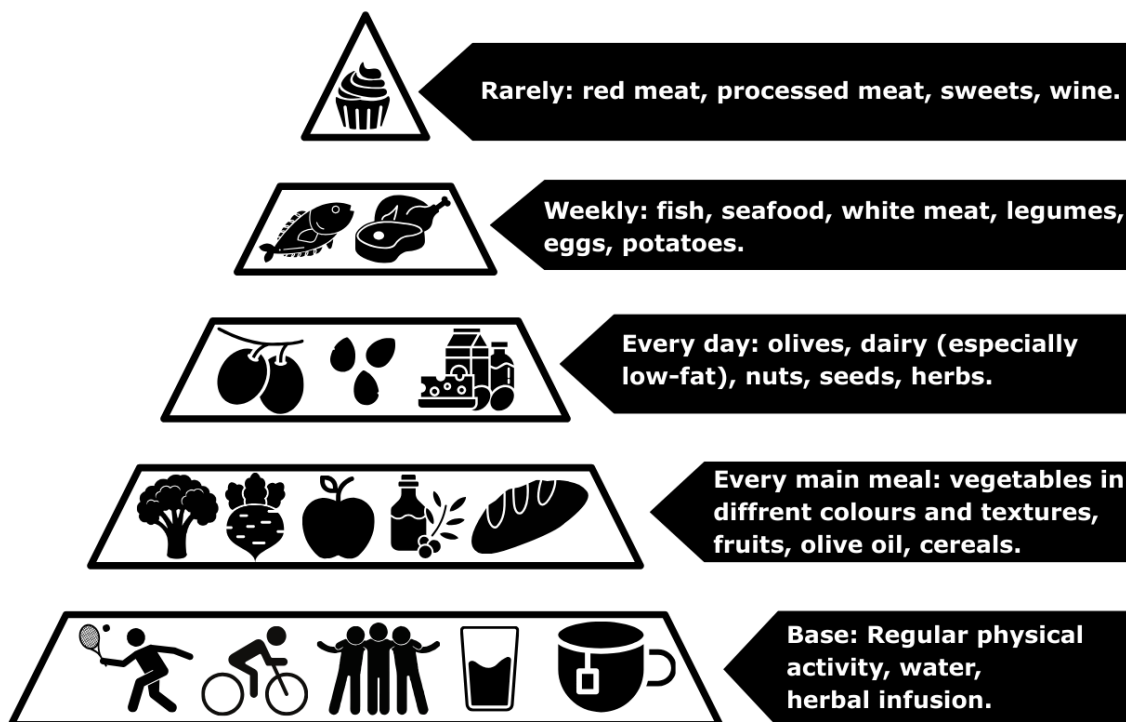 Rarely: red meat, processed meat, sweets, wine.
Weekly: fish, seafood, white meat, legumes,
eggs, potatoes.
Every day: olives, dairy (especially
low-fat), nuts, seeds, herbs.
Every main meal: vegetables in
diffrent colours and textures,
fruits, olive oil, cereals.
Base: Regular physical
activity, water,
herbal infusion.